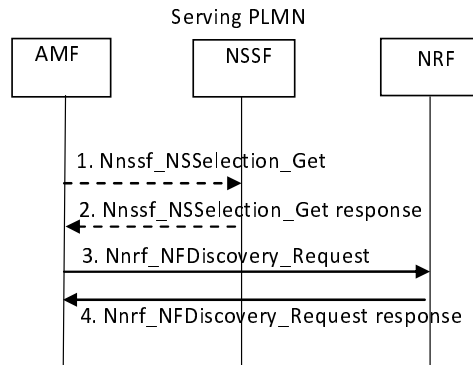 Serving PLMN
AMF
NSSF
NRF
1. Nnssf_NSSelection_Get
2. Nnssf_NSSelection_Get response
3. Nnrf_NFDiscovery_Request
4. Nnrf_NFDiscovery_Request response